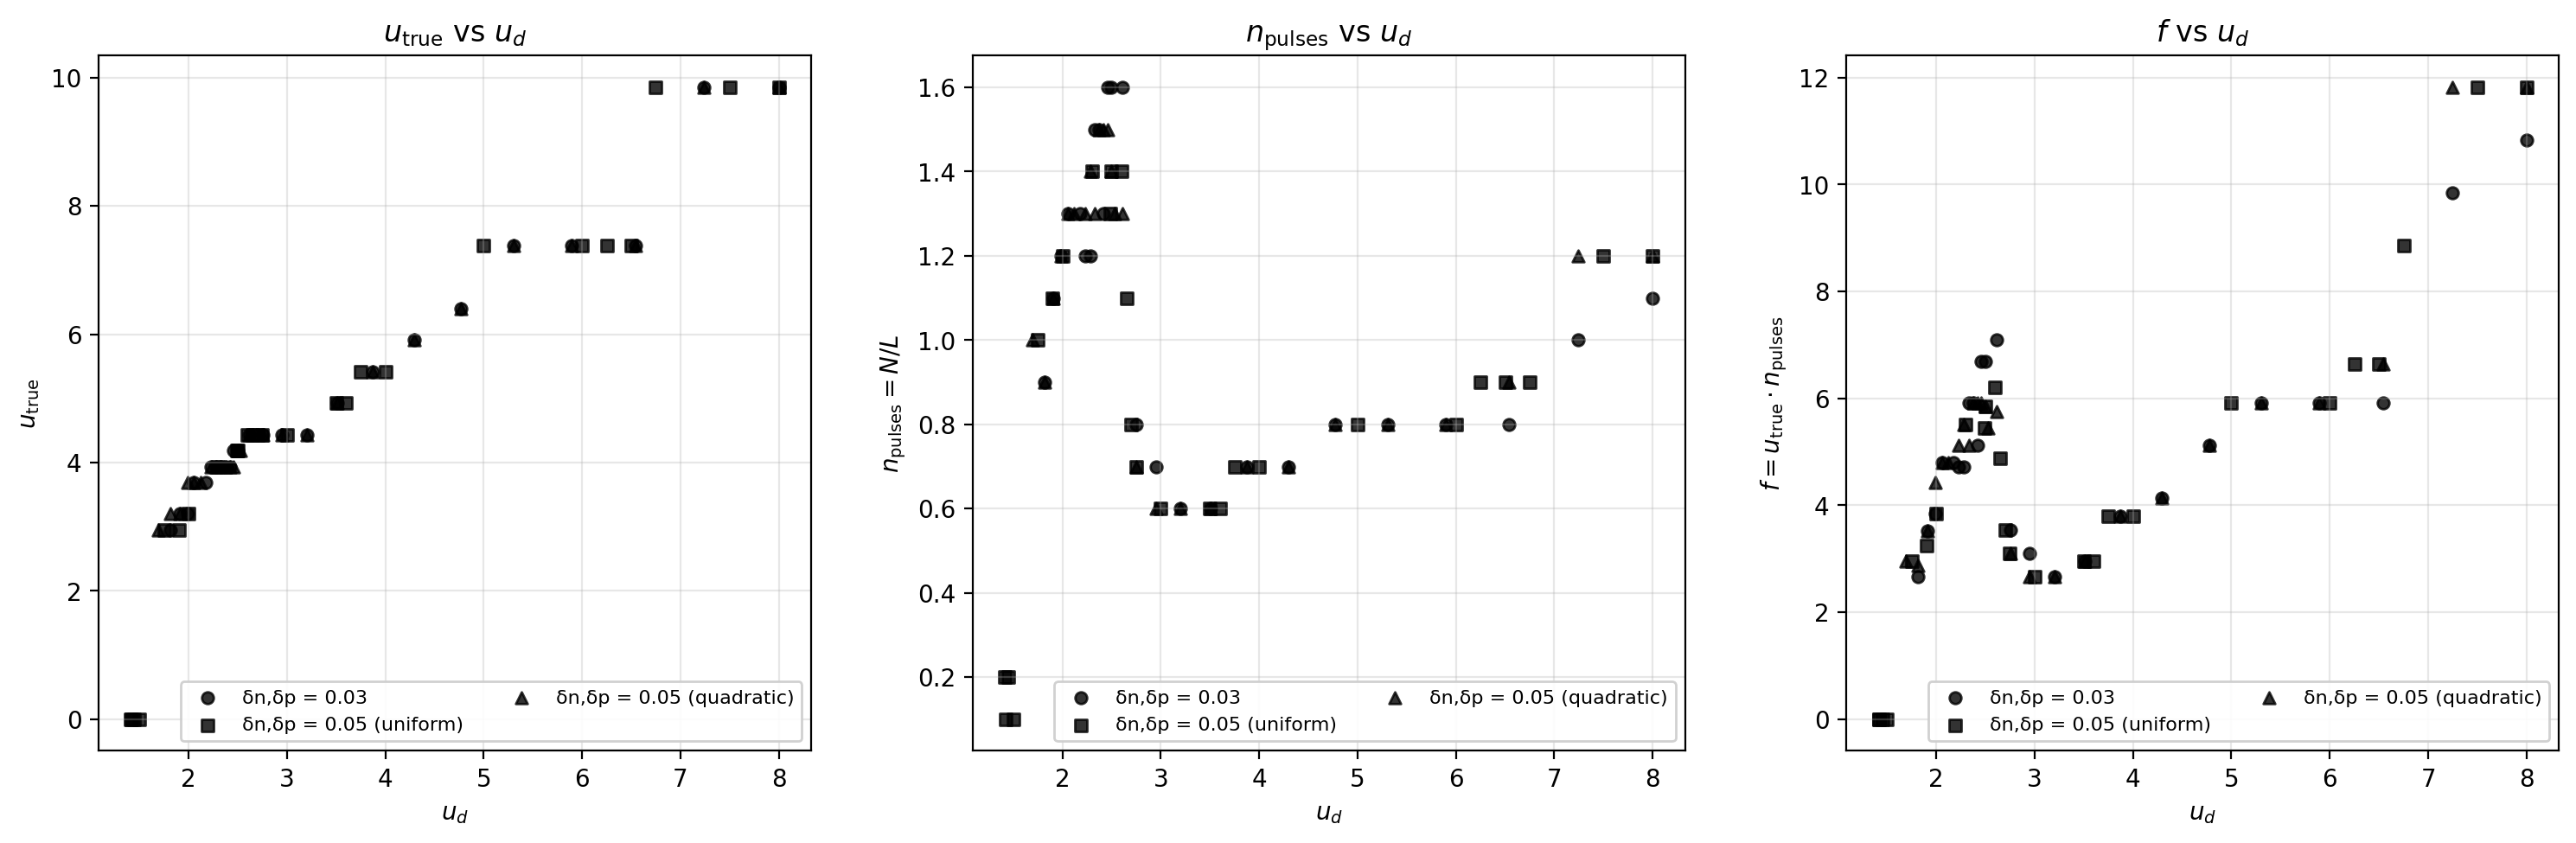 u_true vs u_d
10
8
6
4
2
0
u_true
2 3 4 5 6 7 8
u_d
δn,δp = 0.03
δn,δp = 0.05 (uniform)
δn,δp = 0.05 (quadratic)
n_pulses vs u_d
1.6
1.4
1.2
1.0
0.8
0.6
0.4
0.2
n_pulses = N/L
2 3 4 5 6 7 8
u_d
δn,δp = 0.03
δn,δp = 0.05 (uniform)
δn,δp = 0.05 (quadratic)
f vs u_d
12
10
8
6
4
2
0
f = u_true · n_pulses
2 3 4 5 6 7 8
u_d
δn,δp = 0.03
δn,δp = 0.05 (uniform)
δn,δp = 0.05 (quadratic)